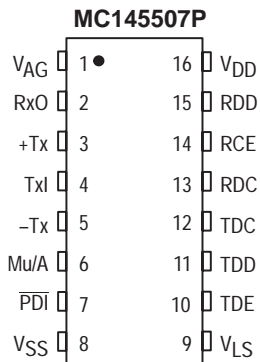 MC145507P
VAG 1 16 VDD
RxO 2 15 RDD
+Tx 3 14 RCE
TxI 4 13 RDC
–Tx 5 12 TDC
Mu/A 6 11 TDD
PDI 7 10 TDE
VSS 8 9 VLS